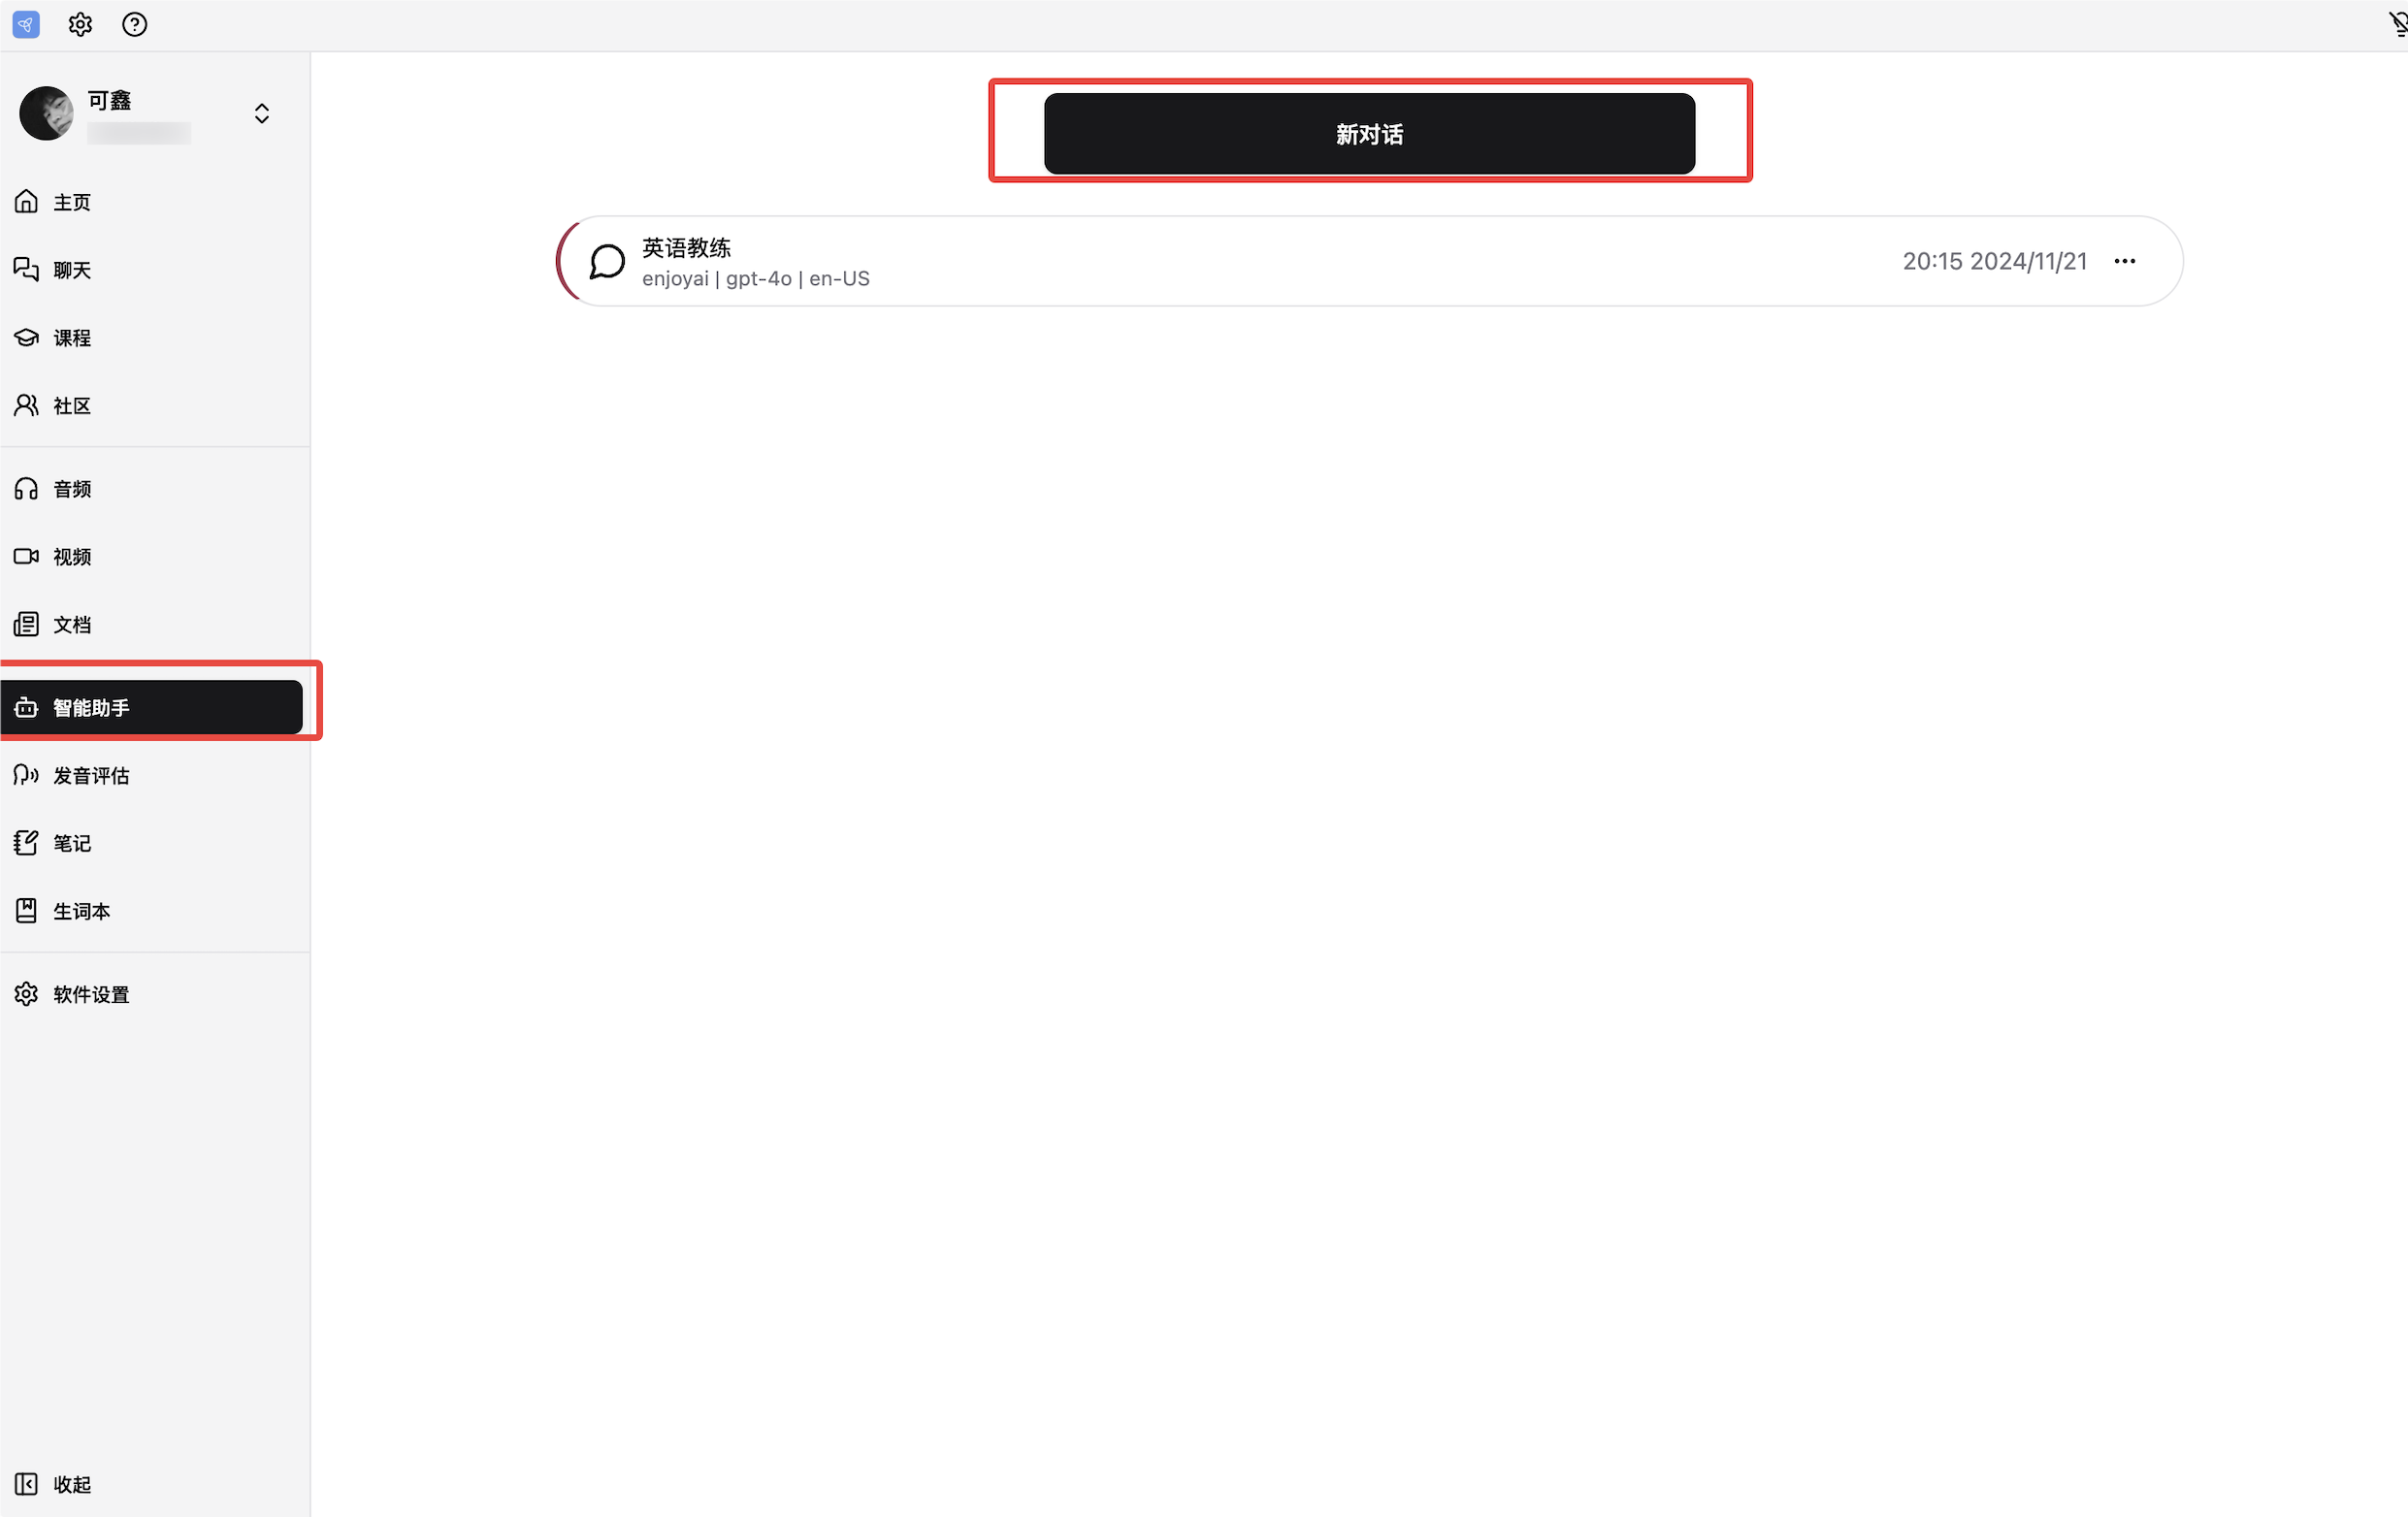 可鑫
主页
聊天
课程
社区
音频
视频
文档
智能助手
发音评估
笔记
生词本
软件设置
收起
新对话
英语教练
enjoyai | gpt-4o | en-US
20:15 2024/11/21